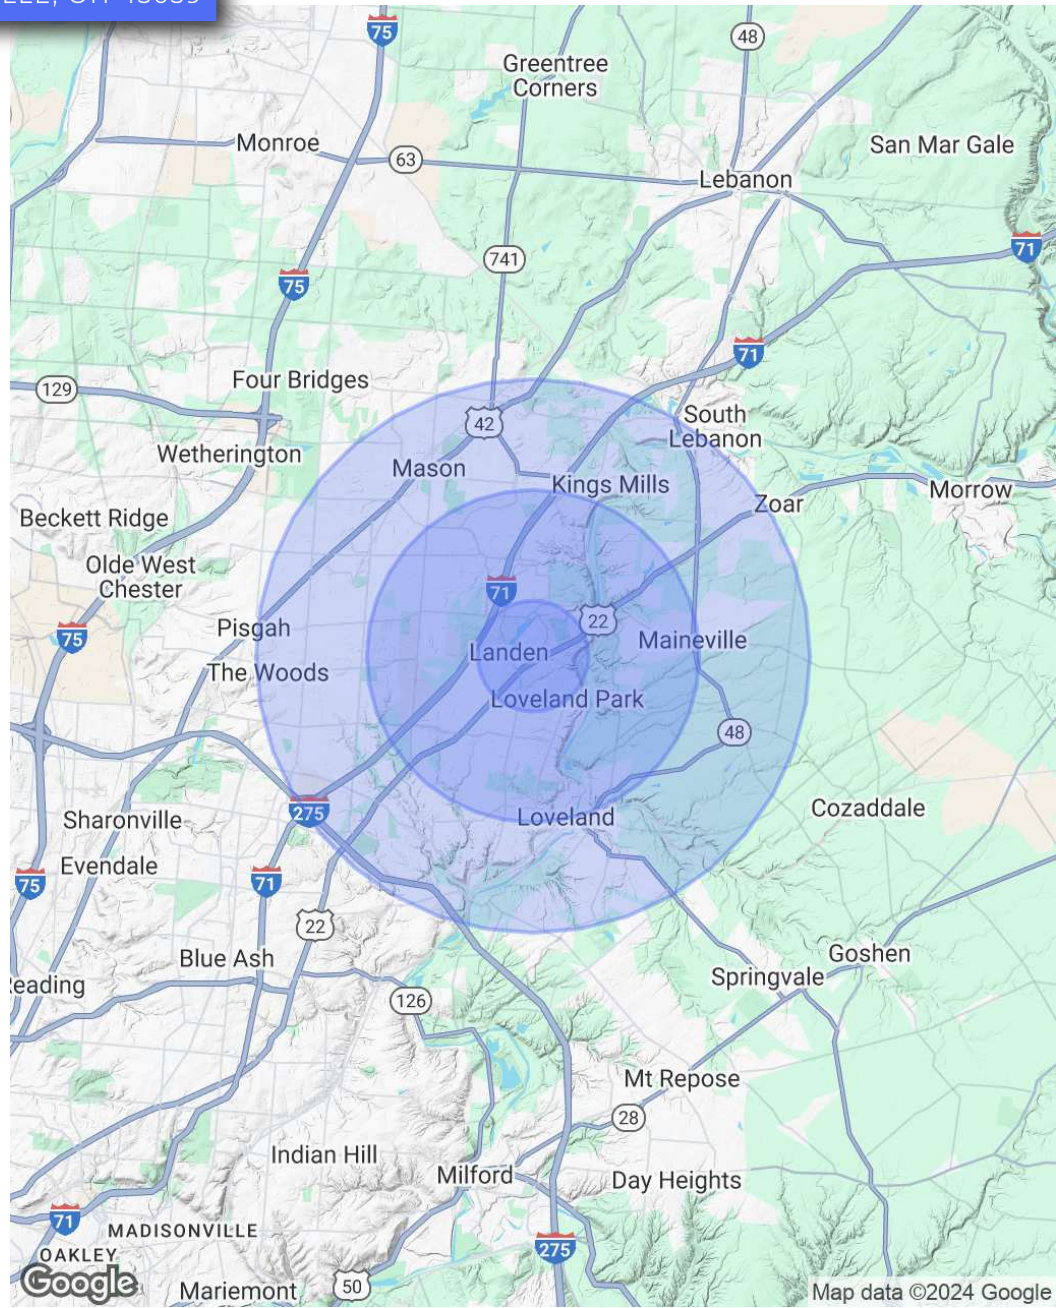 75
48
Greentree
Corners
Monroe
63
San Mar Gale
Lebanon
741
71
75
71
129
Four Bridges
42
South
Lebanon
Wetherington
Mason
Kings Mills
Zoar
Morrow
Beckett Ridge
Olde West
Chester
71
22
75
Pisgah
Landen
Maineville
The Woods
Loveland Park
48
275
Sharonville
Loveland
Cozaddale
Evendale
75
71
22
Blue Ash
Goshen
Springvale
126
Mt Repose
28
Indian Hill
Milford
Day Heights
71
MADISONVILLE
OAKLEY
275
Google
Mariemont
50
Map data ©2024 Google